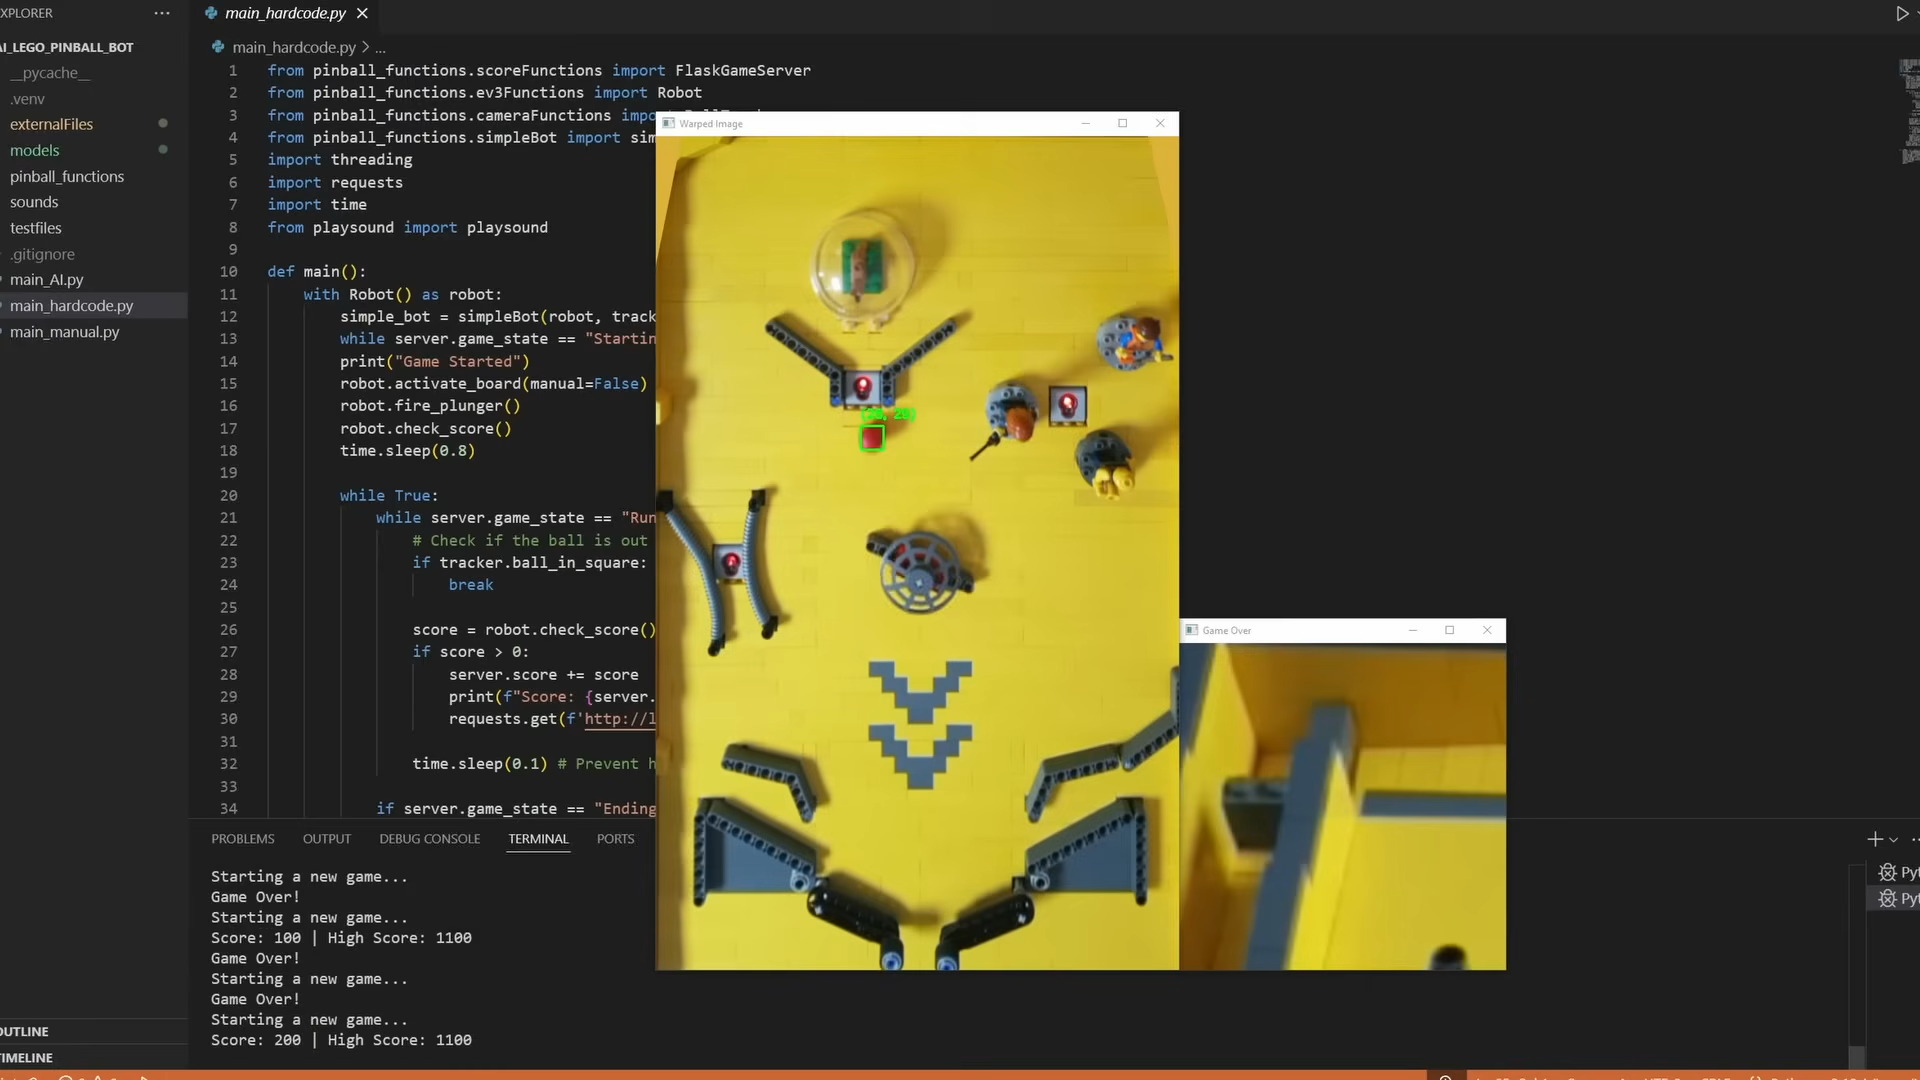 XPLORER
main_hardcode.py
AI_LEGO_PINBALL_BOT
__pycache__
.venv
externalFiles
models
pinball_functions
sounds
testfiles
.gitignore
main_AI.py
main_hardcode.py
main_manual.py
OUTLINE
TIMELINE
main_hardcode.py > ...
1 from pinball_functions.scoreFunctions import FlaskGameServer
2 from pinball_functions.ev3Functions import Robot
3 from pinball_functions.cameraFunctions impo
4 from pinball_functions.simpleBot import sim
5 import threading
6 import requests
7 import time
8 from playsound import playsound
9
10 def main():
11 with Robot() as robot:
12 simple_bot = simpleBot(robot, track
13 while server.game_state == "Startin
14 print("Game Started")
15 robot.activate_board(manual=False)
16 robot.fire_plunger()
17 robot.check_score()
18 time.sleep(0.8)
19
20 while True:
21 while server.game_state == "Run
22 # Check if the ball is out
23 if tracker.ball_in_square:
24 break
25
26 score = robot.check_score()
27 if score > 0:
28 server.score += score
29 print(f"Score: {server.
30 requests.get(f'http://l
31
32 time.sleep(0.1) # Prevent h
33
34 if server.game_state == "Ending
Warped Image
Game Over
PROBLEMS OUTPUT DEBUG CONSOLE TERMINAL PORTS
Starting a new game...
Game Over!
Starting a new game...
Score: 100 | High Score: 1100
Game Over!
Starting a new game...
Game Over!
Starting a new game...
Score: 200 | High Score: 1100
Pyt
Pyt